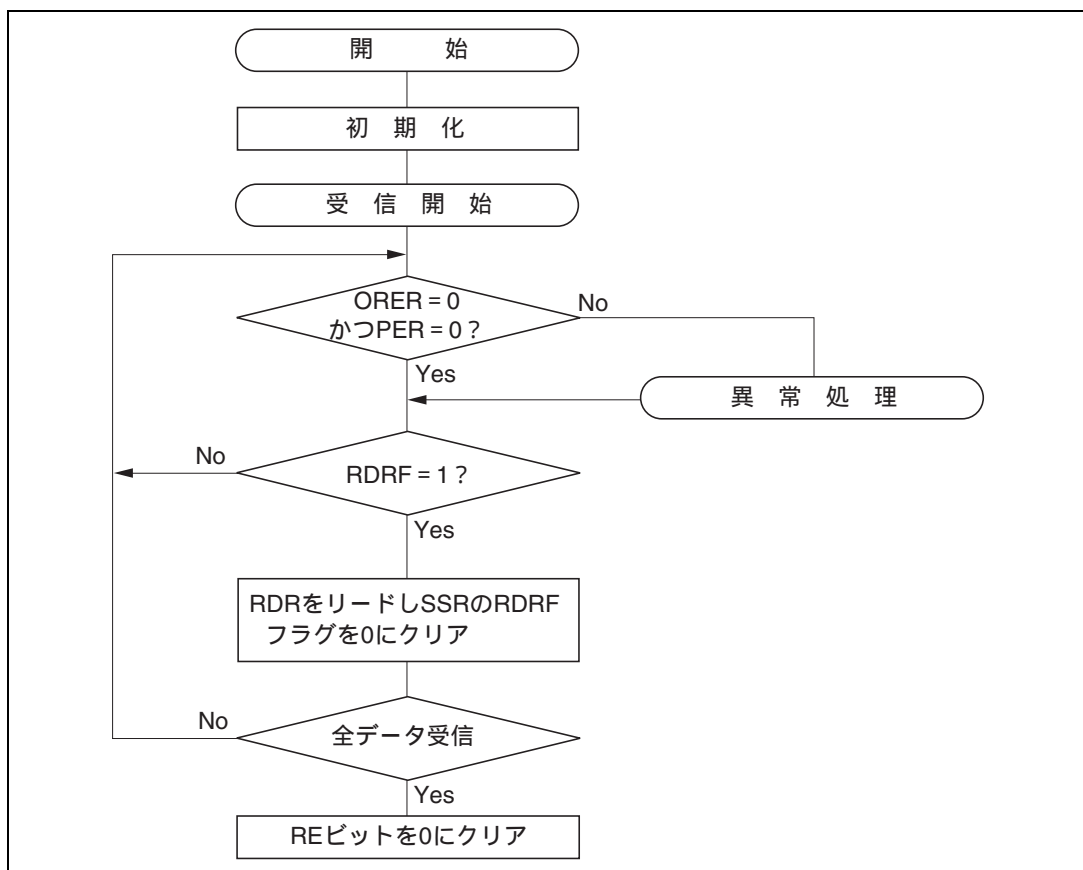 開 始
初 期 化
受 信 開 始
ORER = 0
かつPER = 0？
No
Yes
異 常 処 理
No
RDRF = 1？
Yes
RDRをリードしSSRのRDRF
フラグを0にクリア
No
全データ受信
Yes
REビットを0にクリア